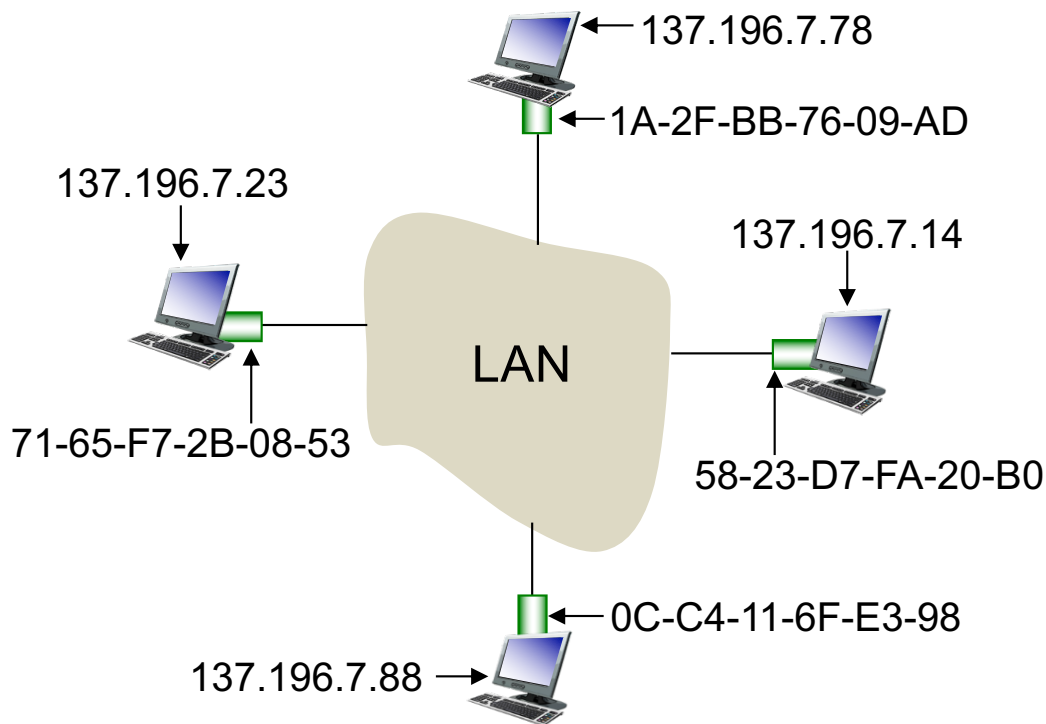 137.196.7.78
1A-2F-BB-76-09-AD
137.196.7.23
137.196.7.14
LAN
71-65-F7-2B-08-53
58-23-D7-FA-20-B0
0C-C4-11-6F-E3-98
137.196.7.88